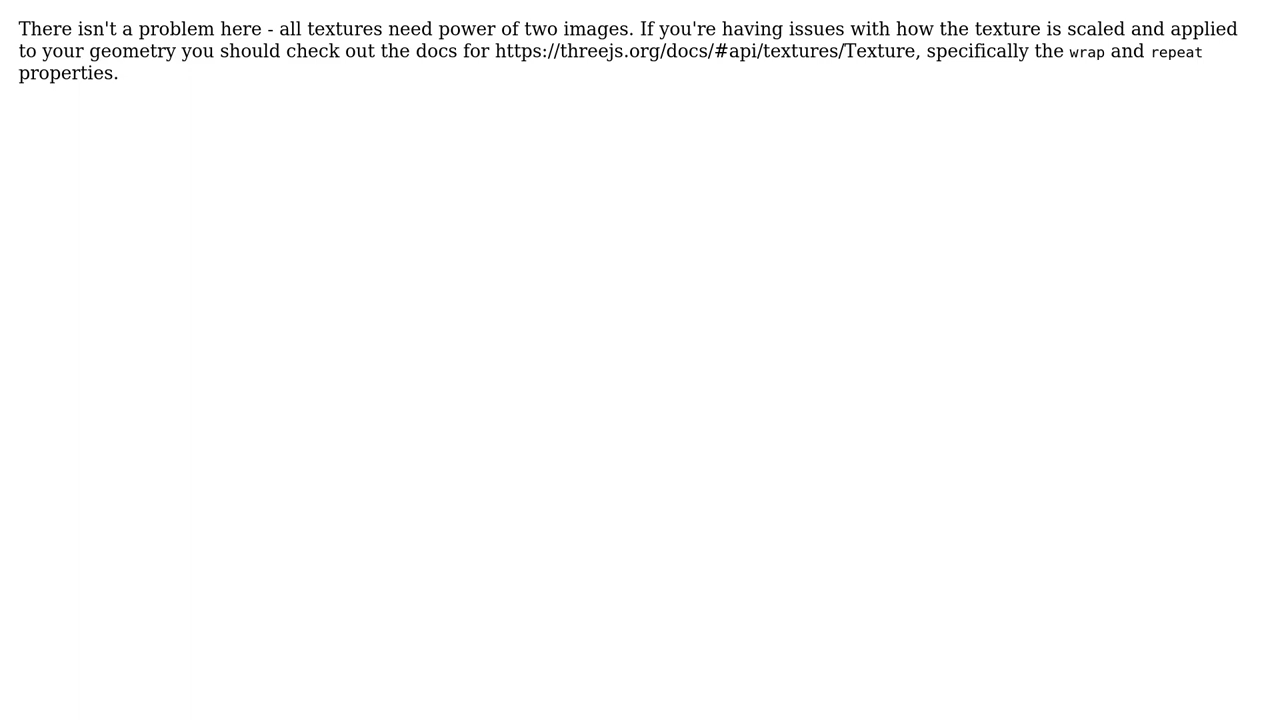 There isn't a problem here - all textures need power of two images. If you're having issues with how the texture is scaled and applied
to your geometry you should check out the docs for https://threejs.org/docs/#api/textures/Texture, specifically the wrap and repeat
properties.